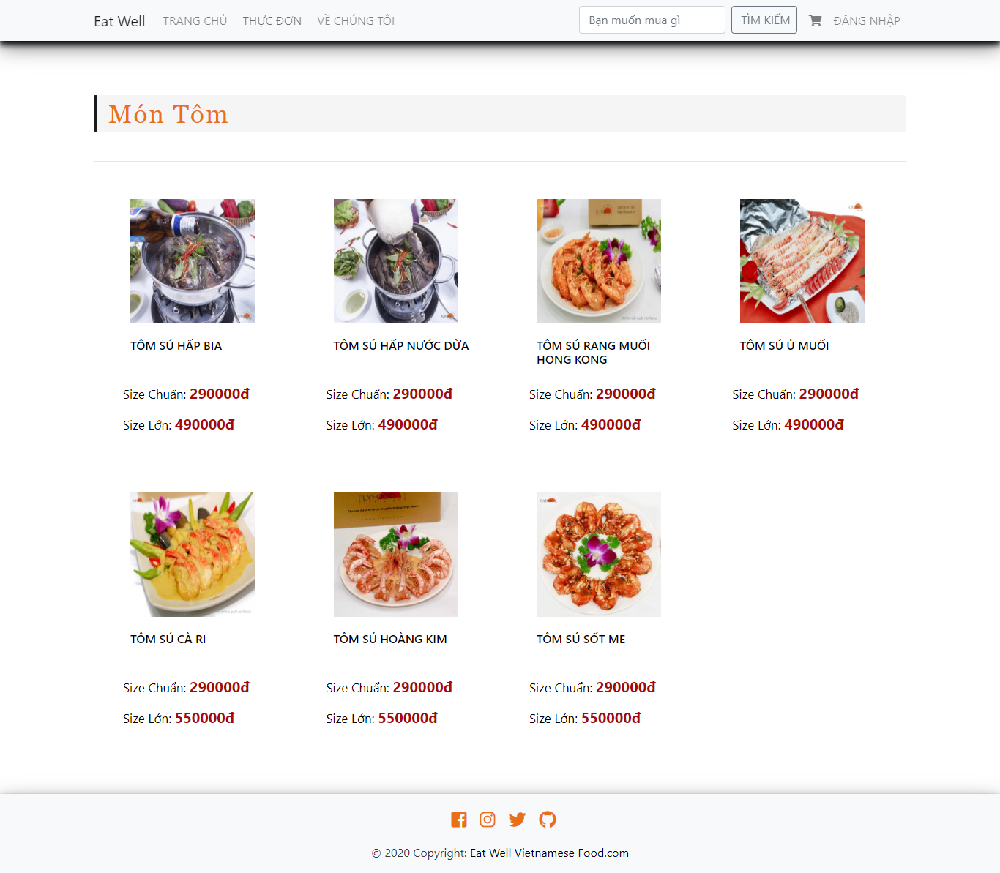 Eat Well TRANG CHỦ THỰC ĐƠN VỀ CHÚNG TÔI Bạn muốn mua gì TÌM KIẾM ĐĂNG NHẬP
Món Tôm
FLYFOOD
TÔM SÚ HẤP BIA
TÔM SÚ HẤP NƯỚC DỪA
TÔM SÚ RANG MUỐI
HONG KONG
TÔM SÚ Ủ MUỐI
Size Chuẩn: 290000đ
Size Lớn: 490000đ
Size Chuẩn: 290000đ
Size Lớn: 490000đ
Size Chuẩn: 290000đ
Size Lớn: 490000đ
Size Chuẩn: 290000đ
Size Lớn: 490000đ
FLYFOOD
FLYFOOD
TÔM SÚ CÀ RI
TÔM SÚ HOÀNG KIM
TÔM SÚ SỐT ME
Size Chuẩn: 290000đ
Size Lớn: 550000đ
Size Chuẩn: 290000đ
Size Lớn: 550000đ
Size Chuẩn: 290000đ
Size Lớn: 550000đ
© 2020 Copyright: Eat Well Vietnamese Food.com